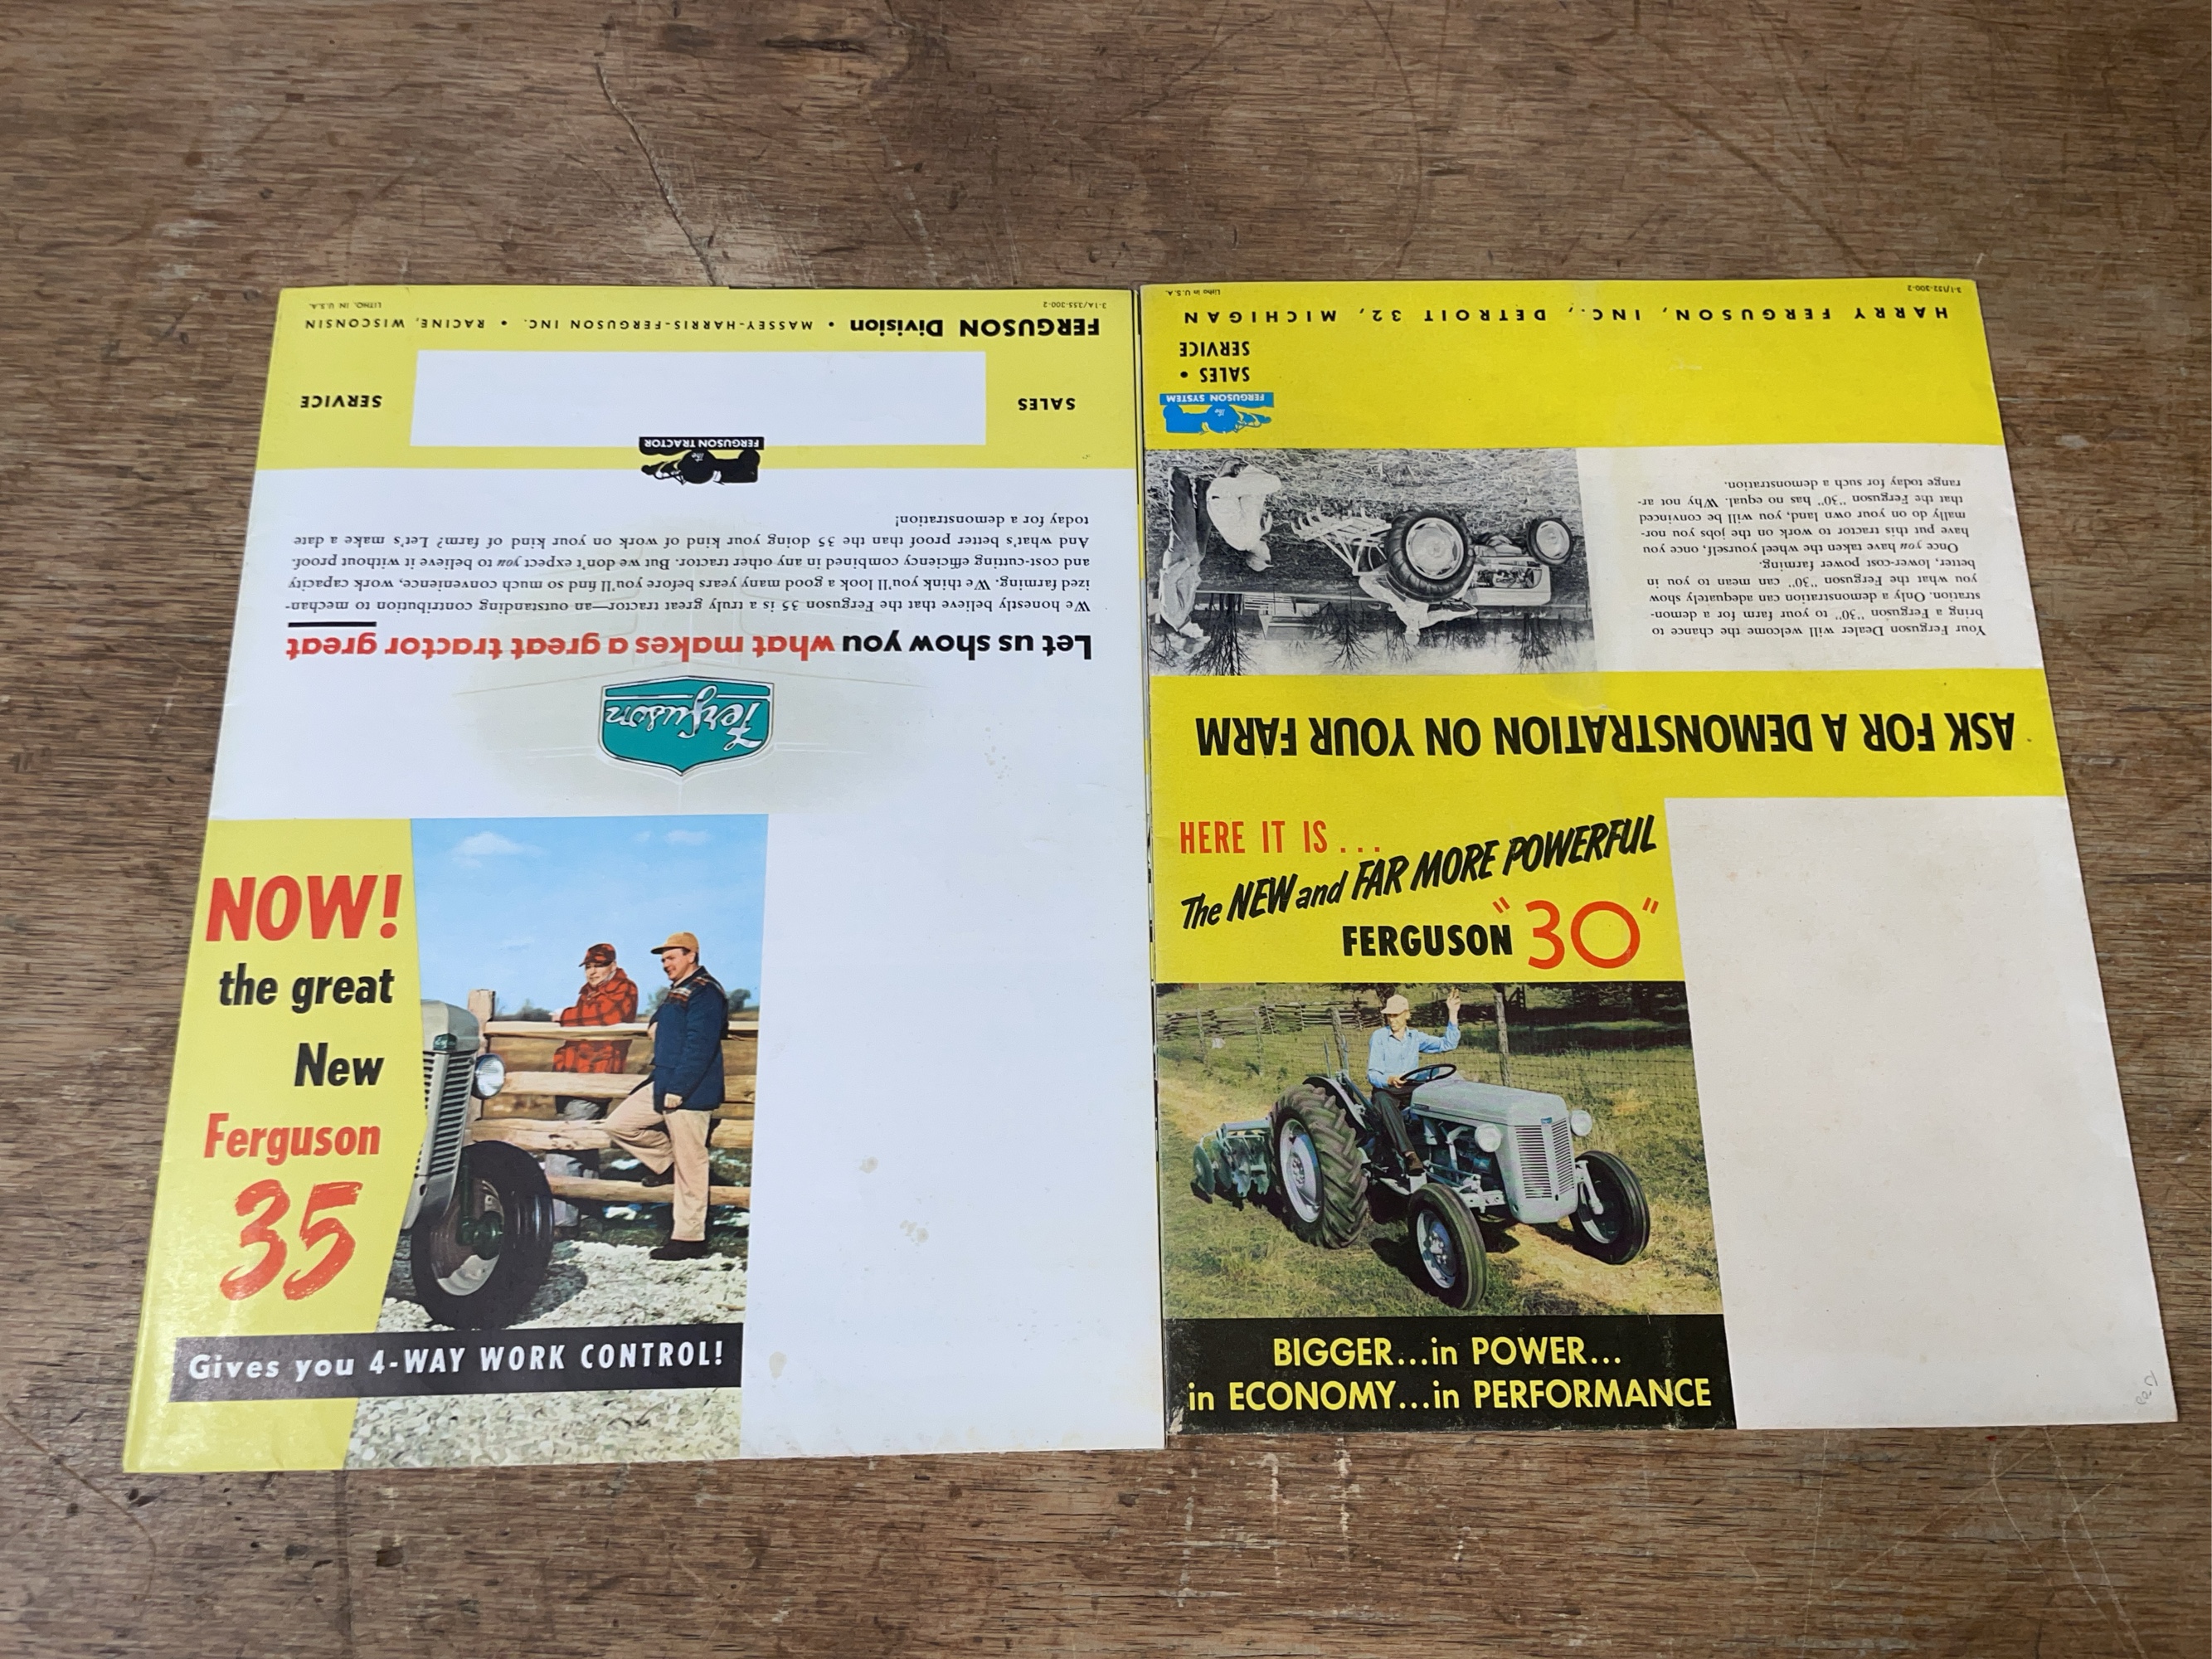 FERGUSON Division • MASSEY-HARRIS-FERGUSON INC. • RACINE, WISCONSIN
3-1A/355-300-2
LITHO. IN U.S.A.
SALES
SERVICE
The
FERGUSON TRACTOR
Let us show you what makes a great tractor great
We honestly believe that the Ferguson 35 is a truly great tractor—an outstanding contribution to mechan-
ized farming. We think you'll look a good many years before you'll find so much convenience, work capacity
and cost-cutting efficiency combined in any other tractor. But we don't expect you to believe it without proof.
And what's better proof than the 35 doing your kind of work on your kind of farm? Let's make a date
today for a demonstration!
Ferguson
NOW!
the great
New
Ferguson
35
Gives you 4-WAY WORK CONTROL!
ASK FOR A DEMONSTRATION ON YOUR FARM
Your Ferguson Dealer will welcome the chance to
bring a Ferguson "30" to your farm for a demon-
stration. Only a demonstration can adequately show
you what the Ferguson "30" can mean to you in
better, lower-cost power farming.
Once you have taken the wheel yourself, once you
have put this tractor to work on the jobs you nor-
mally do on your own land, you will be convinced
that the Ferguson "30" has no equal. Why not ar-
range today for such a demonstration.
The
FERGUSON SYSTEM
SALES •
SERVICE
HARRY FERGUSON, INC., DETROIT 32, MICHIGAN
3-1/132-300-2
Litho in U.S.A.
HERE IT IS...
The NEW and FAR MORE POWERFUL
FERGUSON "30"
BIGGER...in POWER...
in ECONOMY...in PERFORMANCE